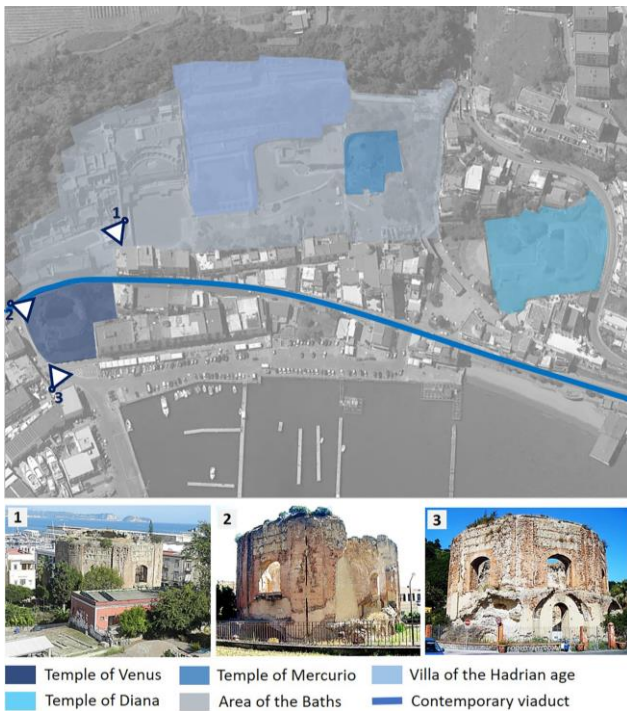 1
2
3
1
2
3
Temple of Venus
Temple of Mercurio
Villa of the Hadrian age
Temple of Diana
Area of the Baths
Contemporary viaduct